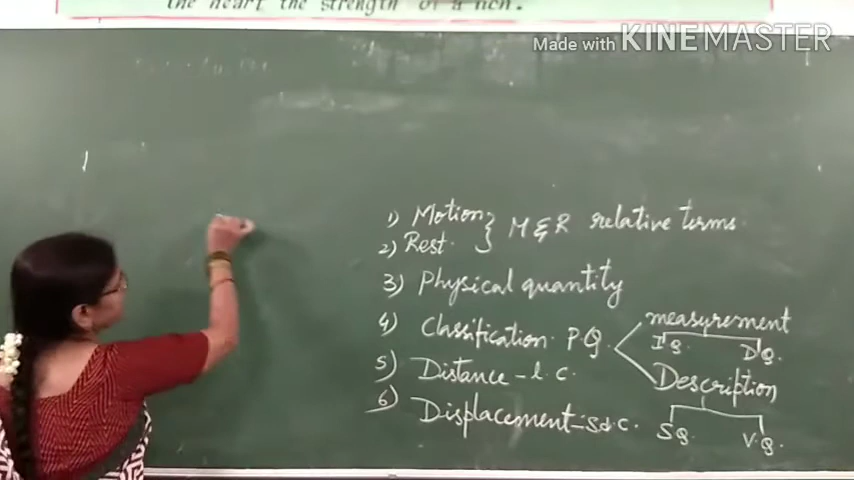 the heart the strength of a lion.
Made with KINEMASTER
1) Motion } M & R relative terms.
2) Rest.
3) Physical quantity
4) Classification P.Q. measurement
I Q. D Q.
Description
S Q V. Q.
5) Distance - l. c.
6) Displacement - S d. C.